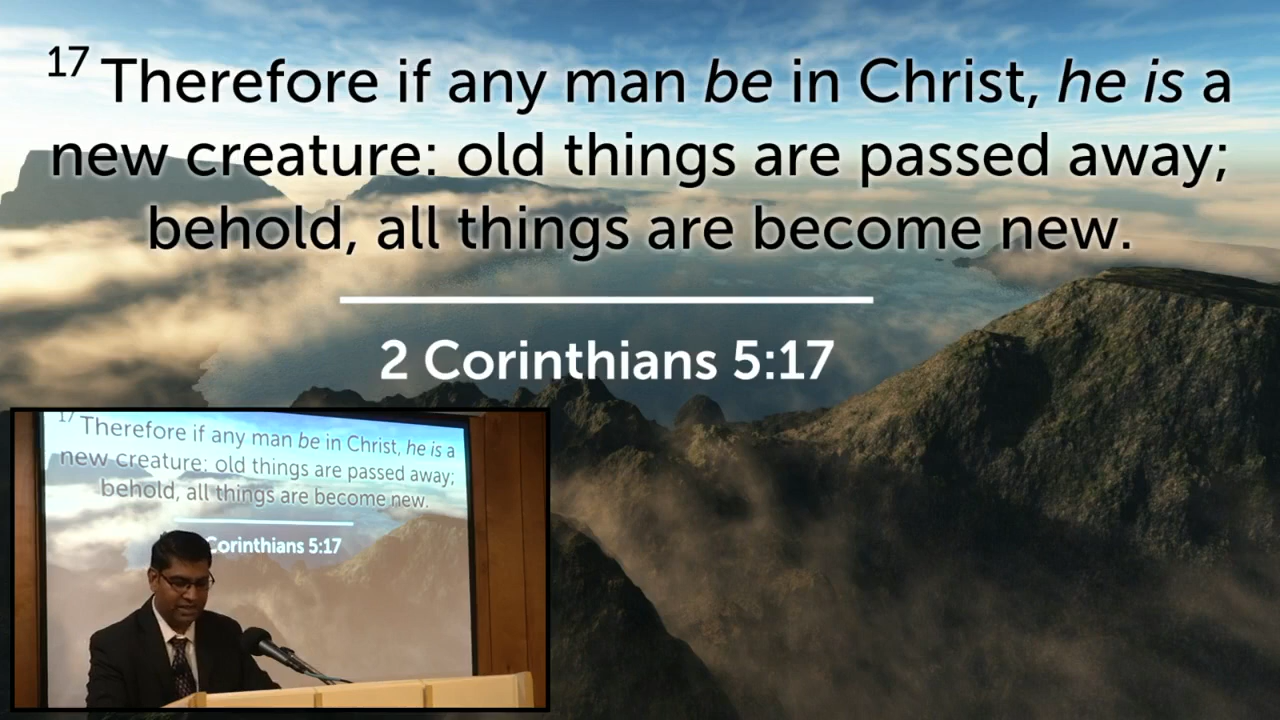 17 Therefore if any man be in Christ, he is a
new creature: old things are passed away;
behold, all things are become new.
2 Corinthians 5:17
17 Therefore if any man be in Christ, he is a
new creature: old things are passed away;
behold, all things are become new.
Corinthians 5:17